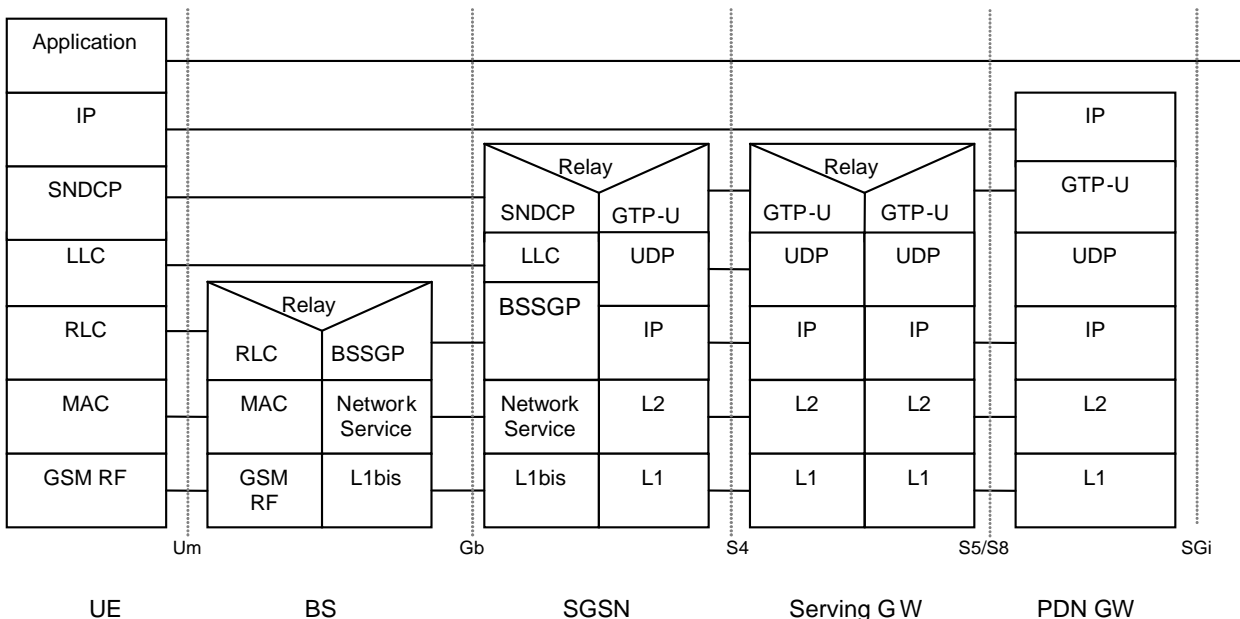 Application
IP
IP
Relay
Relay
SNDCP
GTP-U
SNDCP
GTP-U
GTP-U
GTP-U
LLC
LLC
UDP
UDP
UDP
UDP
Relay
BSSGP
RLC
IP
IP
IP
IP
RLC
BSSGP
MAC
MAC
Network
Service
Network
Service
L2
L2
L2
L2
GSM RF
GSM
RF
L1bis
L1bis
L1
L1
L1
L1
Um
Gb
S4
S5/S8
SGi
UE
BS
SGSN
Serving GW
PDN GW